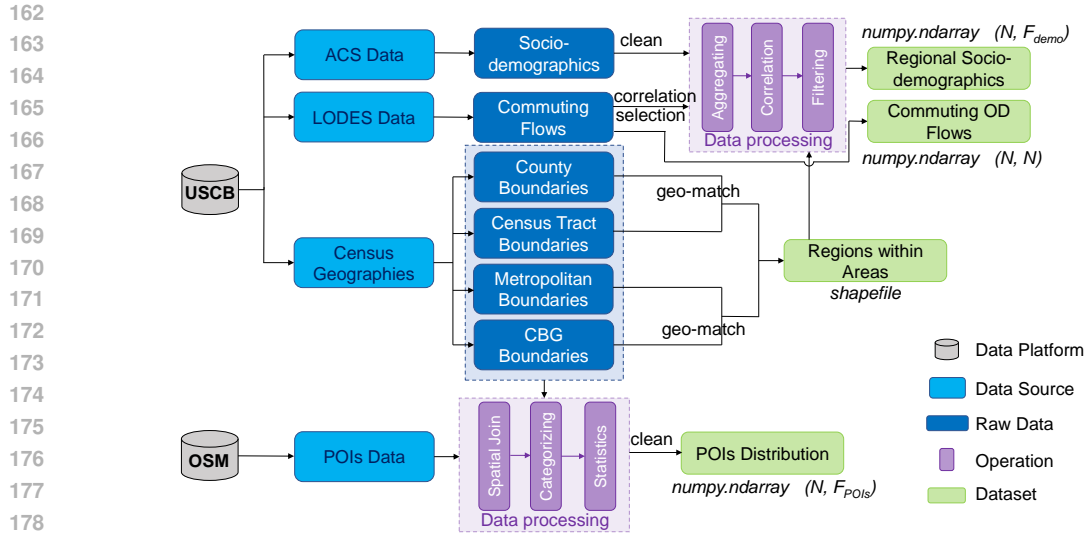 162
163
164
165
166
167
168
169
170
171
172
173
174
175
176
177
178
USCB
OSM
ACS Data
LODES Data
Census
Geographies
POIs Data
Socio-
demographics
Commuting
Flows
County
Boundaries
Census Tract
Boundaries
Metropolitan
Boundaries
CBG
Boundaries
clean
correlation
selection
geo-match
geo-match
Aggregating
Correlation
Filtering
Data processing
numpy.ndarray (N, F_demo)
Regional Socio-
demographics
Commuting OD
Flows
numpy.ndarray (N, N)
Regions within
Areas
shapefile
Spatial Join
Categorizing
Statistics
Data processing
clean
POIs Distribution
numpy.ndarray (N, F_POIs)
Data Platform
Data Source
Raw Data
Operation
Dataset